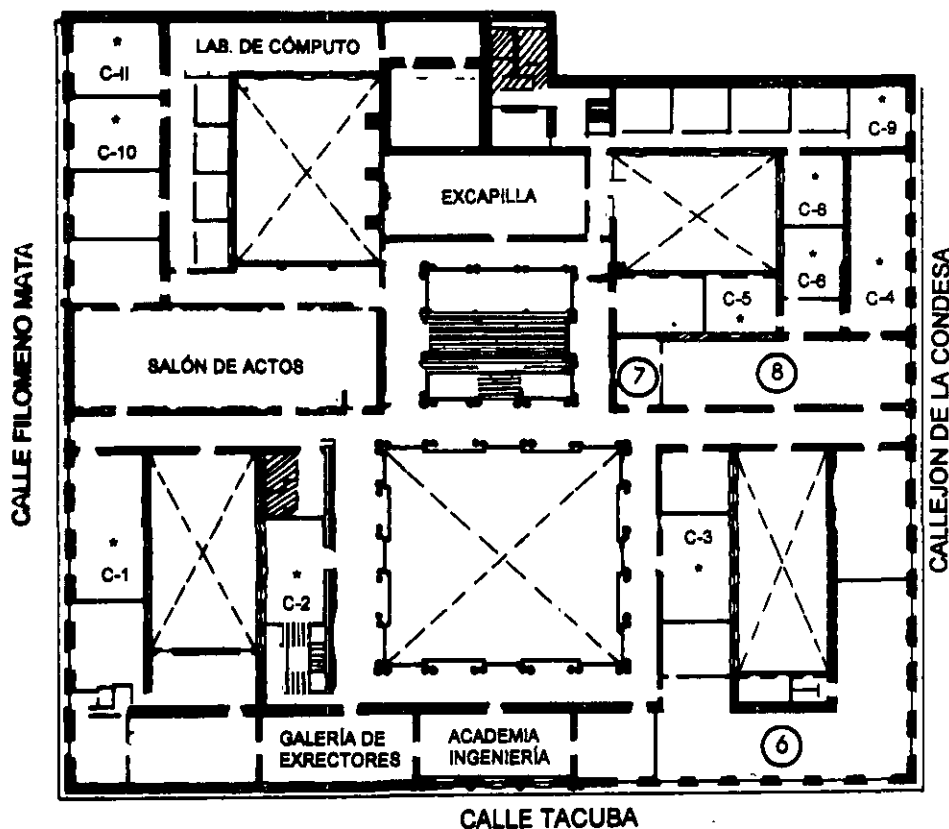 LAB. DE CÓMPUTO
*
C-II
*
C-10
*
C-9
EXCAPILLA
*
C-8
*
C-6
*
C-4
C-5
*
SALÓN DE ACTOS
7
8
CALLE FILOMENO MATA
CALLEJON DE LA CONDESA
*
C-1
*
C-2
C-3
*
GALERÍA DE
EXRECTORES
ACADEMIA
INGENIERÍA
6
CALLE TACUBA